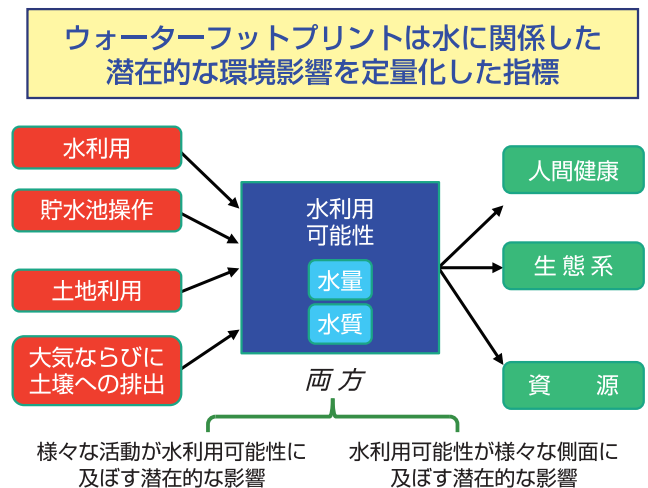 ウォーターフットプリントは水に関係した
潜在的な環境影響を定量化した指標
水利用
貯水池操作
土地利用
大気ならびに
土壌への排出
水利用
可能性
水量
水質
人間健康
生態系
資 源
両方
様々な活動が水利用可能性に
及ぼす潜在的な影響
水利用可能性が様々な側面に
及ぼす潜在的な影響